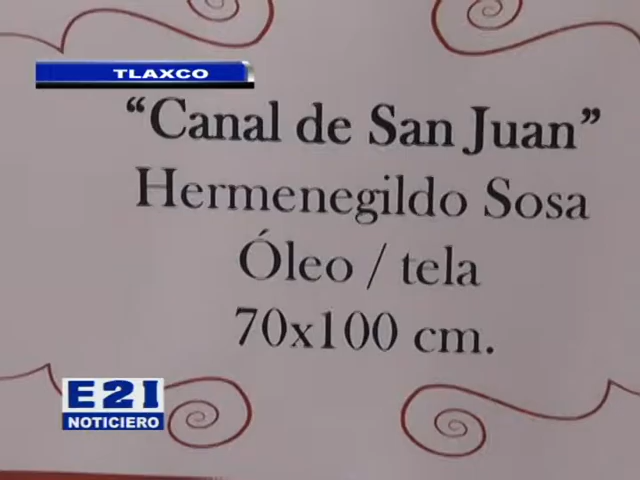 TLAXCO
“Canal de San Juan”
Hermenegildo Sosa
Óleo / tela
70x100 cm.
E21
NOTICIERO